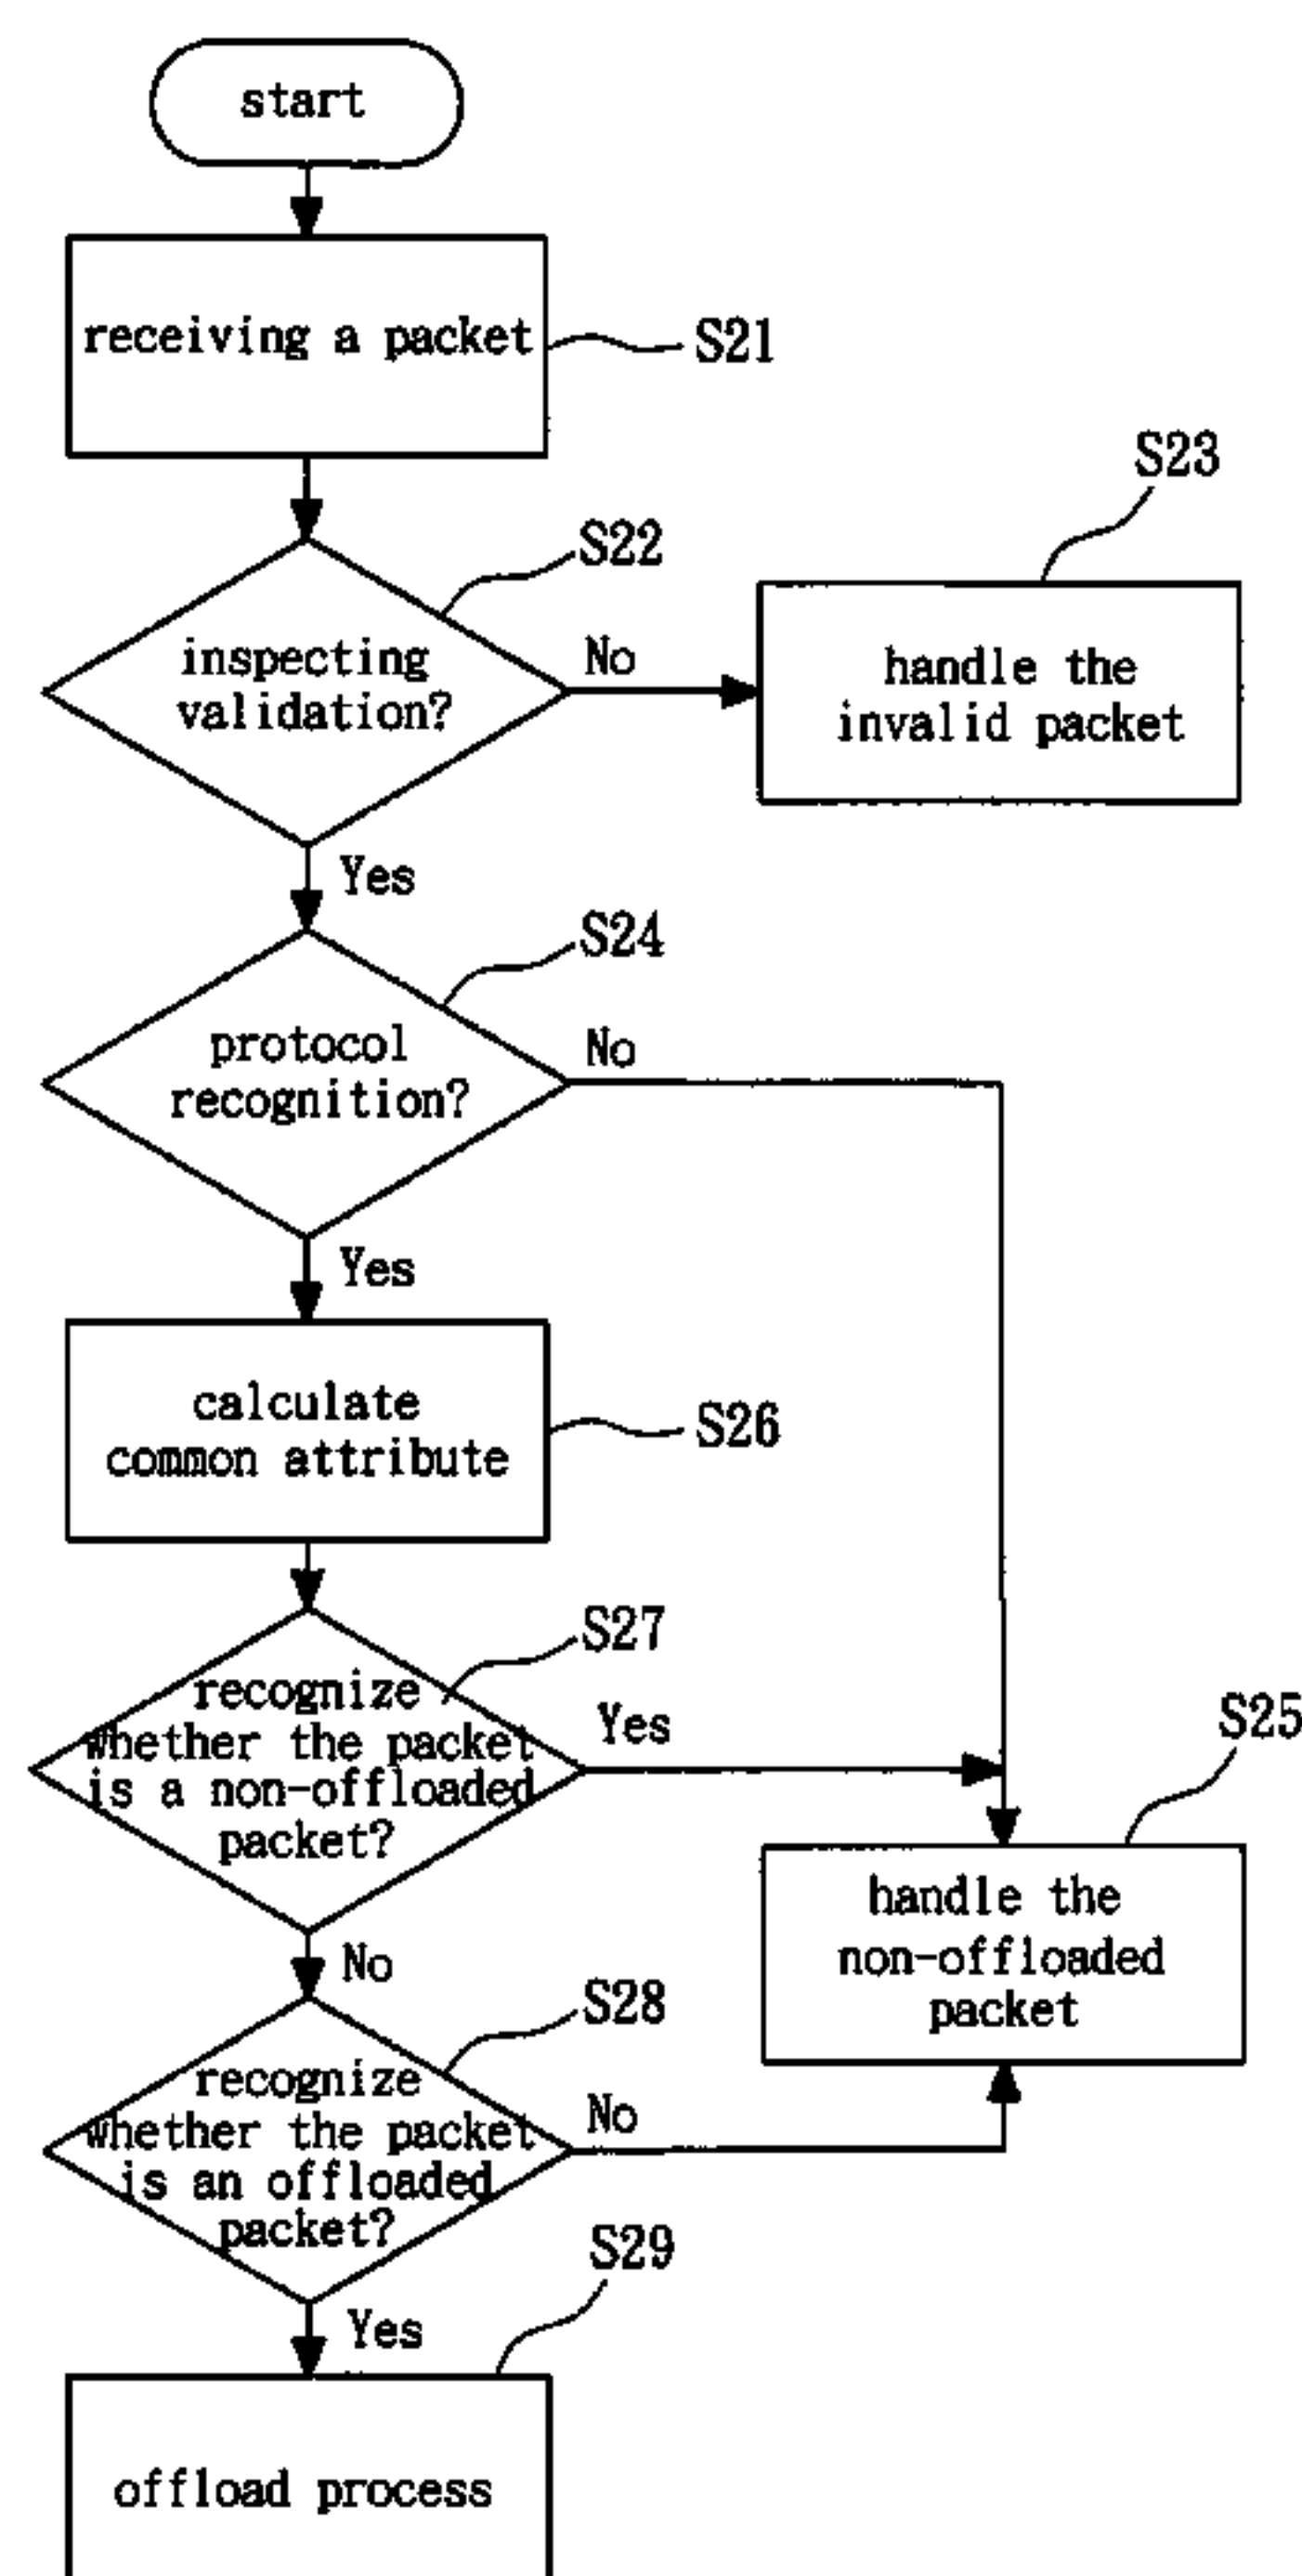 start
receiving a packet
S21
S22
inspecting
validation?
No
S23
handle the
invalid packet
Yes
S24
protocol
recognition?
No
Yes
calculate
common attribute
S26
S27
recognize
whether the packet
is a non-offloaded
packet?
Yes
S25
handle the
non-offloaded
packet
No
S28
recognize
whether the packet
is an offloaded
packet?
No
Yes
S29
offload process